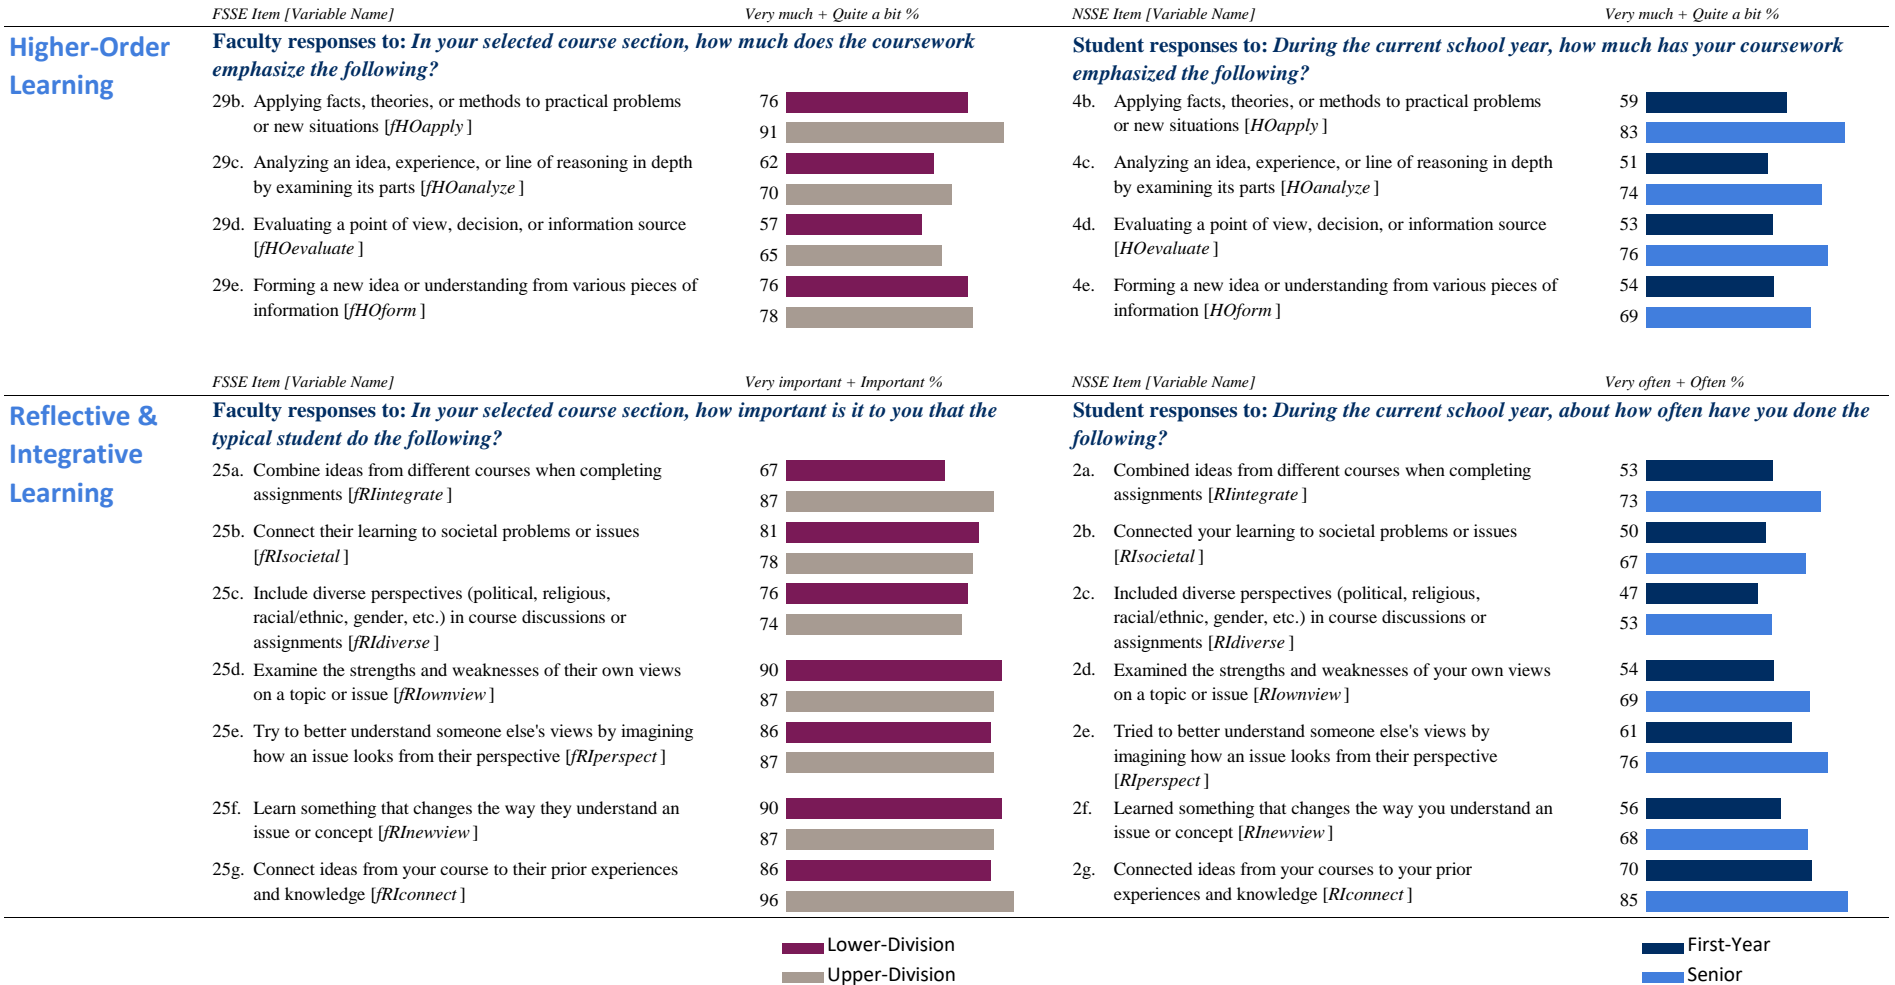 FSSE Item [Variable Name]
Very much + Quite a bit %
NSSE Item [Variable Name]
Very much + Quite a bit %
Higher-Order
Learning
Faculty responses to: In your selected course section, how much does the coursework
emphasize the following?
29b. Applying facts, theories, or methods to practical problems
or new situations [fHOapply ]
76
91
29c. Analyzing an idea, experience, or line of reasoning in depth
by examining its parts [fHOanalyze ]
62
70
29d. Evaluating a point of view, decision, or information source
[fHOevaluate ]
57
65
29e. Forming a new idea or understanding from various pieces of
information [fHOform ]
76
78
Student responses to: During the current school year, how much has your coursework
emphasized the following?
4b. Applying facts, theories, or methods to practical problems
or new situations [HOapply ]
59
83
4c. Analyzing an idea, experience, or line of reasoning in depth
by examining its parts [HOanalyze ]
51
74
4d. Evaluating a point of view, decision, or information source
[HOevaluate ]
53
76
4e. Forming a new idea or understanding from various pieces of
information [HOform ]
54
69
FSSE Item [Variable Name]
Very important + Important %
NSSE Item [Variable Name]
Very often + Often %
Reflective &
Integrative
Learning
Faculty responses to: In your selected course section, how important is it to you that the
typical student do the following?
25a. Combine ideas from different courses when completing
assignments [fRIintegrate ]
67
87
25b. Connect their learning to societal problems or issues
[fRIsocietal ]
81
78
25c. Include diverse perspectives (political, religious,
racial/ethnic, gender, etc.) in course discussions or
assignments [fRIdiverse ]
76
74
25d. Examine the strengths and weaknesses of their own views
on a topic or issue [fRIownview ]
90
87
25e. Try to better understand someone else's views by imagining
how an issue looks from their perspective [fRIperspect ]
86
87
25f. Learn something that changes the way they understand an
issue or concept [fRInewview ]
90
87
25g. Connect ideas from your course to their prior experiences
and knowledge [fRIconnect ]
86
96
Student responses to: During the current school year, about how often have you done the
following?
2a. Combined ideas from different courses when completing
assignments [RIintegrate ]
53
73
2b. Connected your learning to societal problems or issues
[RIsocietal ]
50
67
2c. Included diverse perspectives (political, religious,
racial/ethnic, gender, etc.) in course discussions or
assignments [RIdiverse ]
47
53
2d. Examined the strengths and weaknesses of your own views
on a topic or issue [RIownview ]
54
69
2e. Tried to better understand someone else's views by
imagining how an issue looks from their perspective
[RIperspect ]
61
76
2f. Learned something that changes the way you understand an
issue or concept [RInewview ]
56
68
2g. Connected ideas from your courses to your prior
experiences and knowledge [RIconnect ]
70
85
Lower-Division
Upper-Division
First-Year
Senior